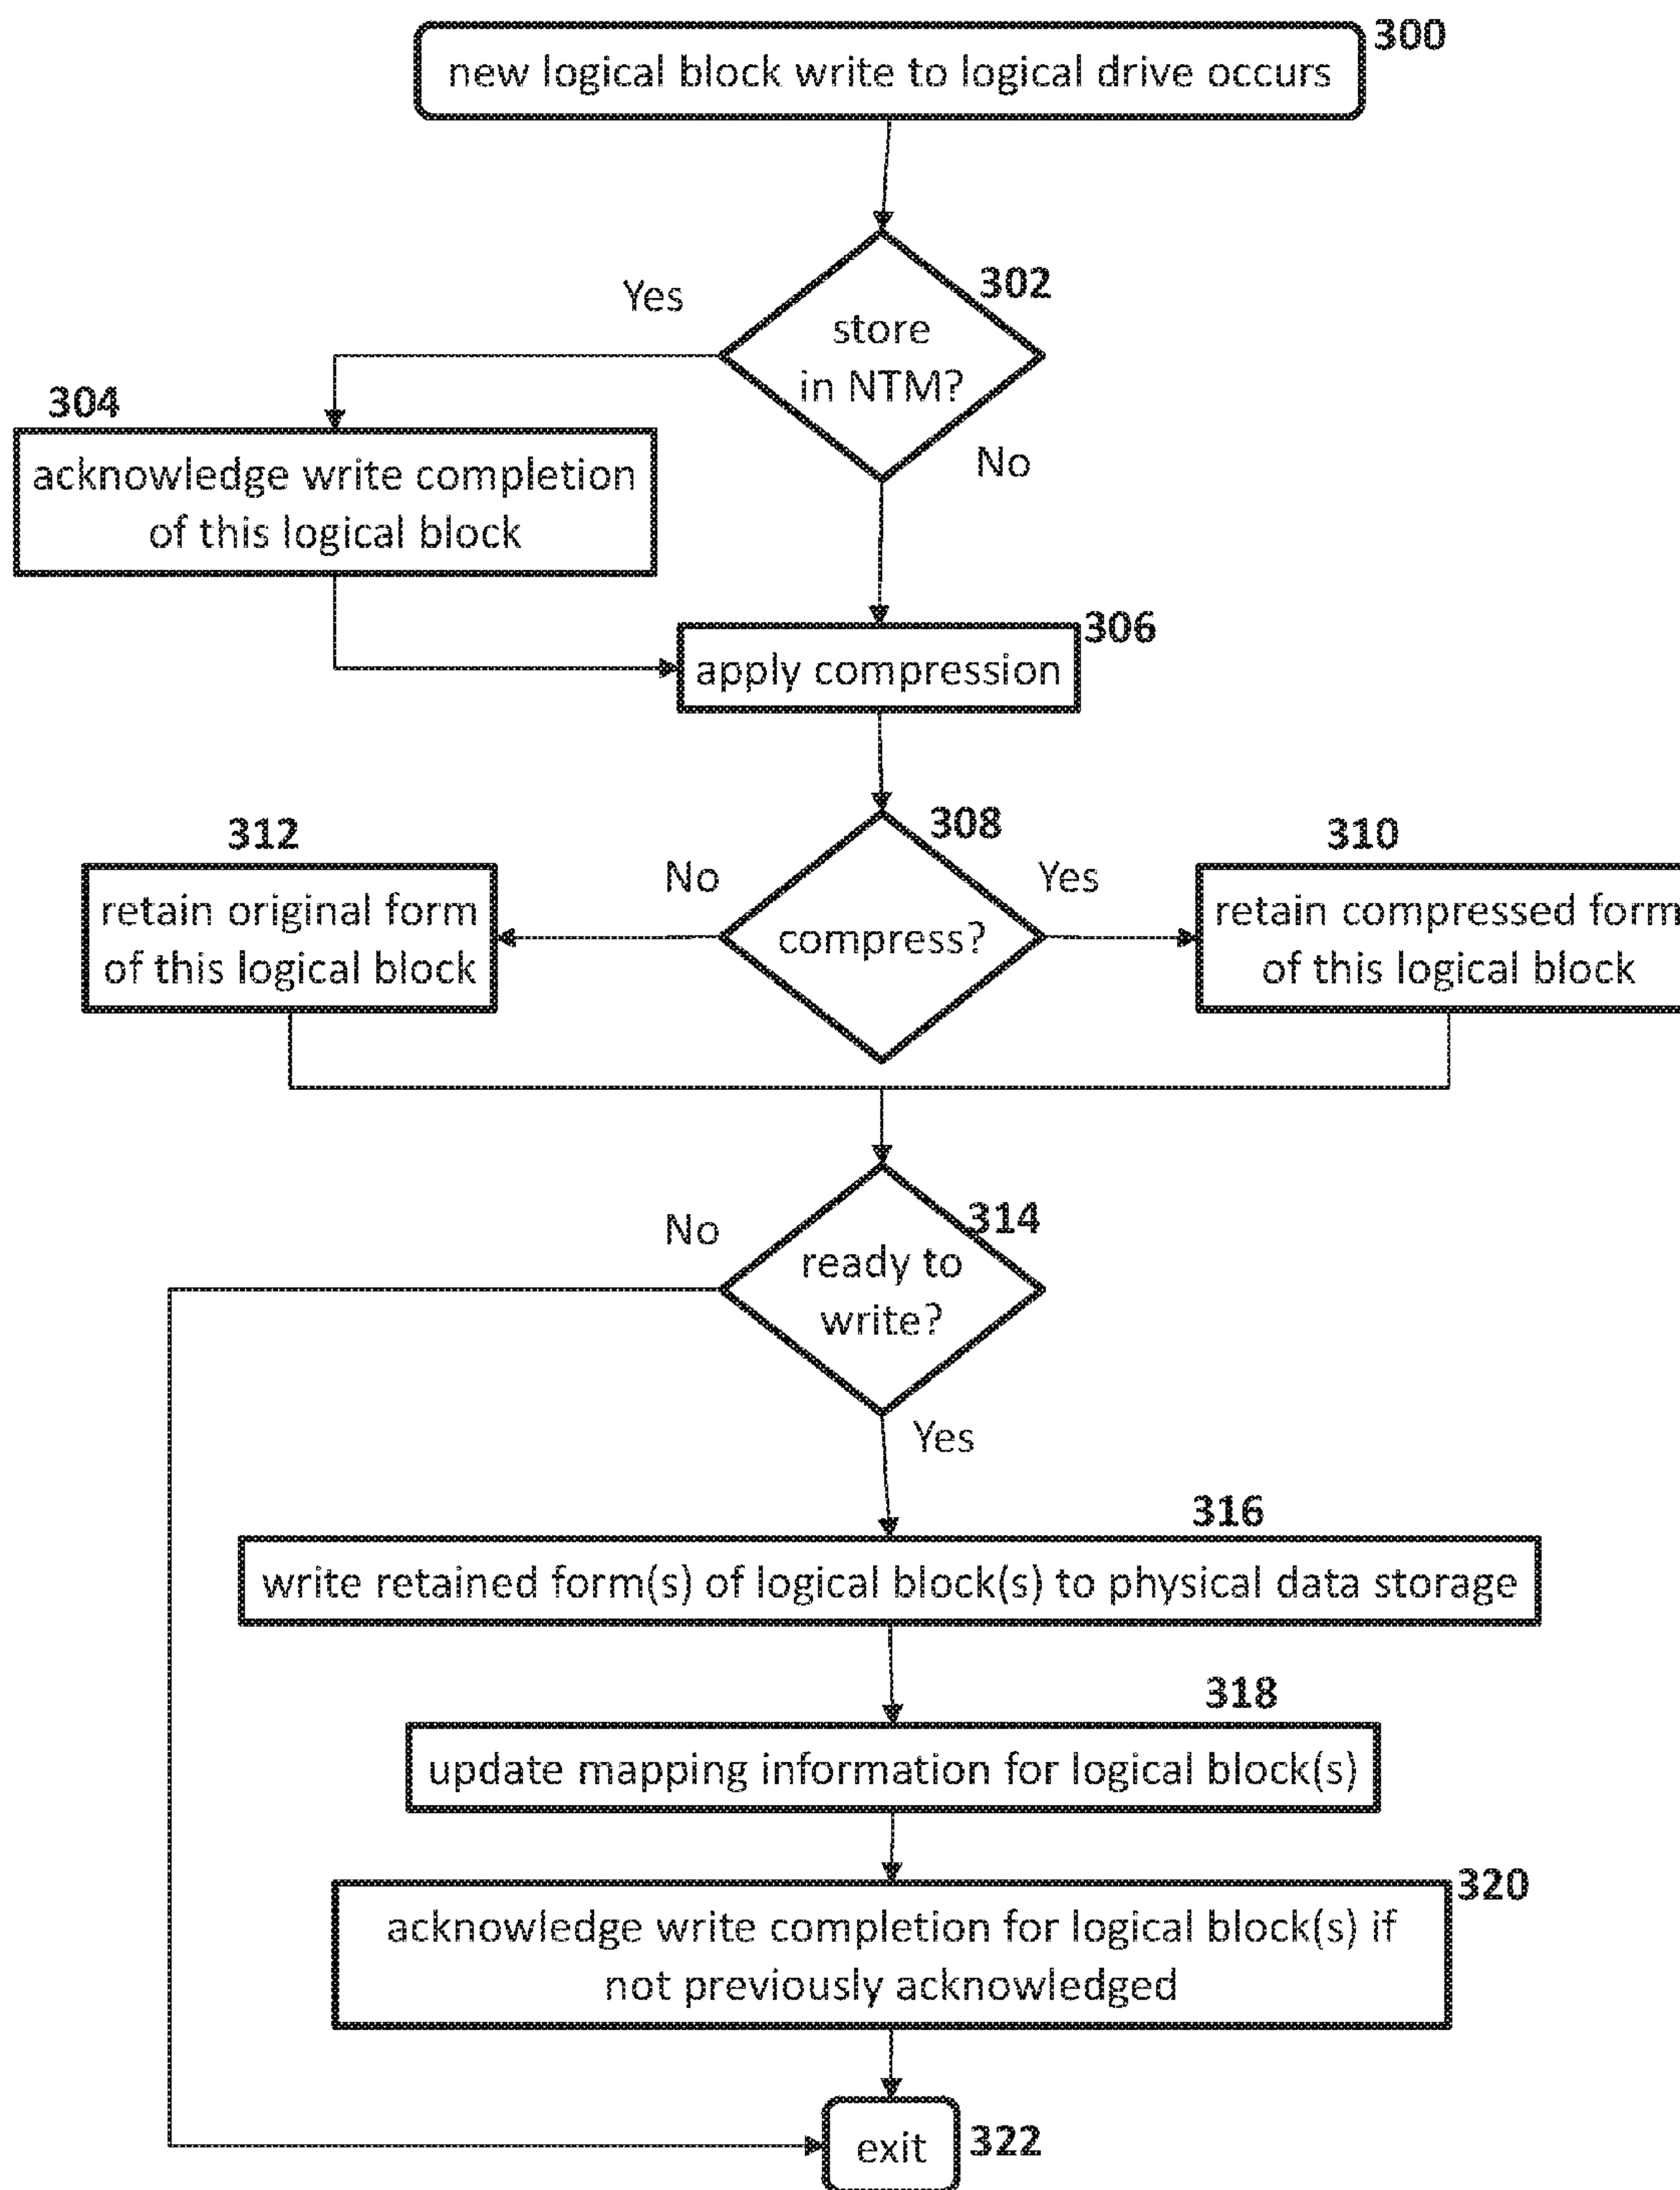 300
new logical block write to logical drive occurs
302
Yes
store
in NTM?
No
304
acknowledge write completion
of this logical block
306
apply compression
308
312
310
No
Yes
retain original form
of this logical block
compress?
retain compressed form
of this logical block
314
No
ready to
write?
Yes
316
write retained form(s) of logical block(s) to physical data storage
318
update mapping information for logical block(s)
320
acknowledge write completion for logical block(s) if
not previously acknowledged
exit
322